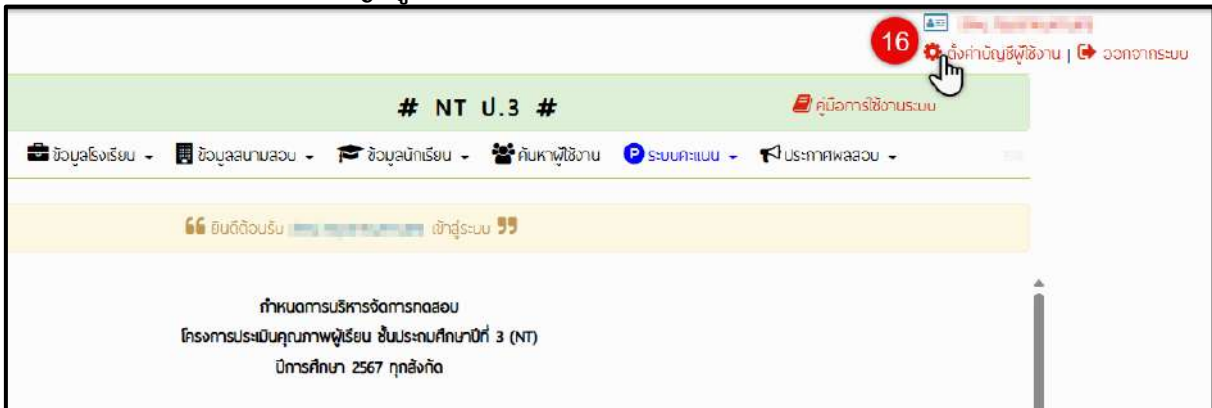 16 ตั้งค่าบัญชีผู้ใช้งาน | ออกจากระบบ
# NT ป.3 # คู่มือการใช้งานระบบ
ข้อมูลโรงเรียน ข้อมูลสนามสอบ ข้อมูลนักเรียน ค้นหาผู้ใช้งาน P ระบบคะแนน ประกาศผลสอบ
❝ ยินดีต้อนรับ เข้าสู่ระบบ ❞
กำหนดการบริหารจัดการทดสอบ
โครงการประเมินคุณภาพผู้เรียน ชั้นประถมศึกษาปีที่ 3 (NT)
ปีการศึกษา 2567 ทุกสังกัด